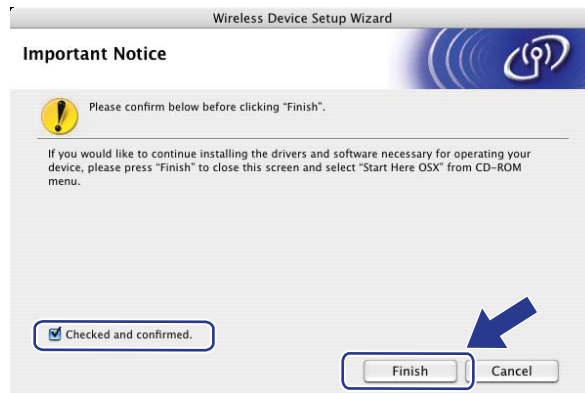 Wireless Device Setup Wizard
Important Notice
Please confirm below before clicking "Finish".
If you would like to continue installing the drivers and software necessary for operating your
device, please press "Finish" to close this screen and select "Start Here OSX" from CD-ROM
menu.
Checked and confirmed.
Finish Cancel